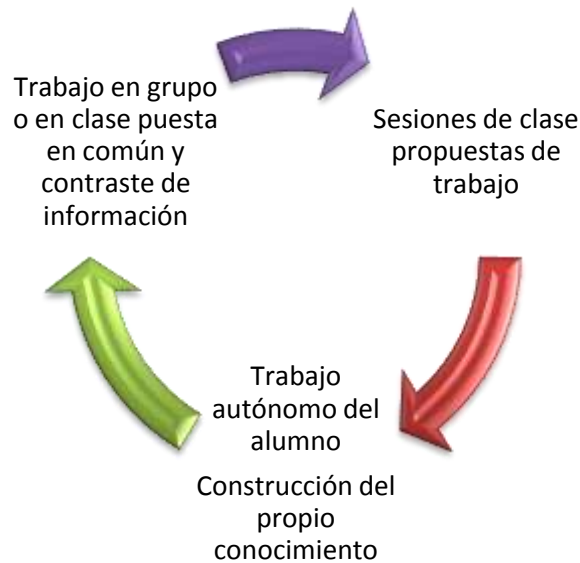 Trabajo en grupo
o en clase puesta
en común y
contraste de
información
Sesiones de clase
propuestas de
trabajo
Trabajo
autónomo del
alumno
Construcción del
propio
conocimiento